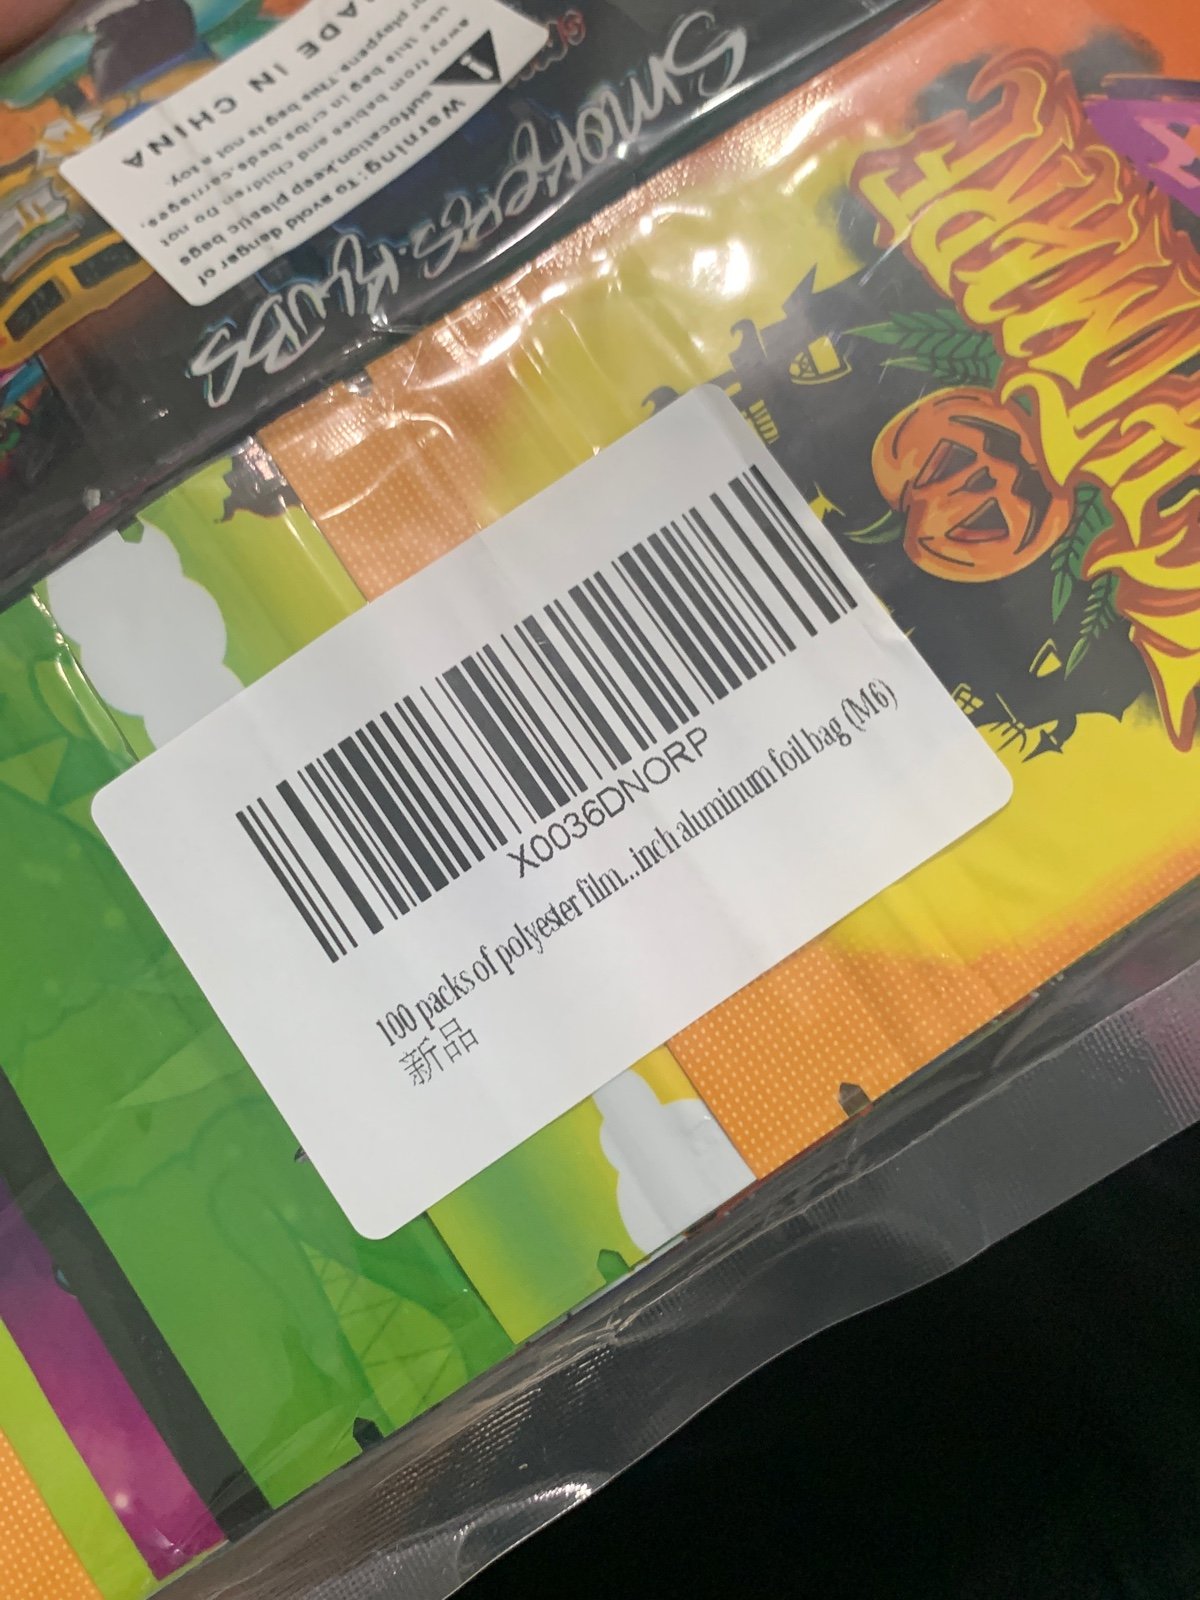 MADE IN CHINA
Warning: To avoid danger of
suffocation, keep plastic bags
away from babies and children. Do not
use this bag in cribs, beds, carriages,
or playpens. This bag is not a toy.
SMOKERS KLUBS
X0036DNORP
100 packs of polyester film...inch aluminum foil bag (M6)
新品